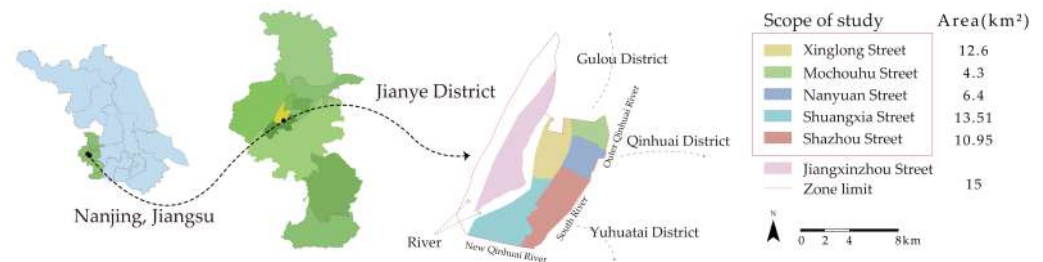 Nanjing, Jiangsu
Jianye District
Gulou District
Outer Qinhuai River
Qinhuai District
South River
Yuhuatai District
River
New Qinhuai River
Scope of study Area(km²)
Xinglong Street 12.6
Mochouhu Street 4.3
Nanyuan Street 6.4
Shuangxia Street 13.51
Shazhou Street 10.95
Jiangxinzhou Street
Zone limit 15
N
0 2 4 8km